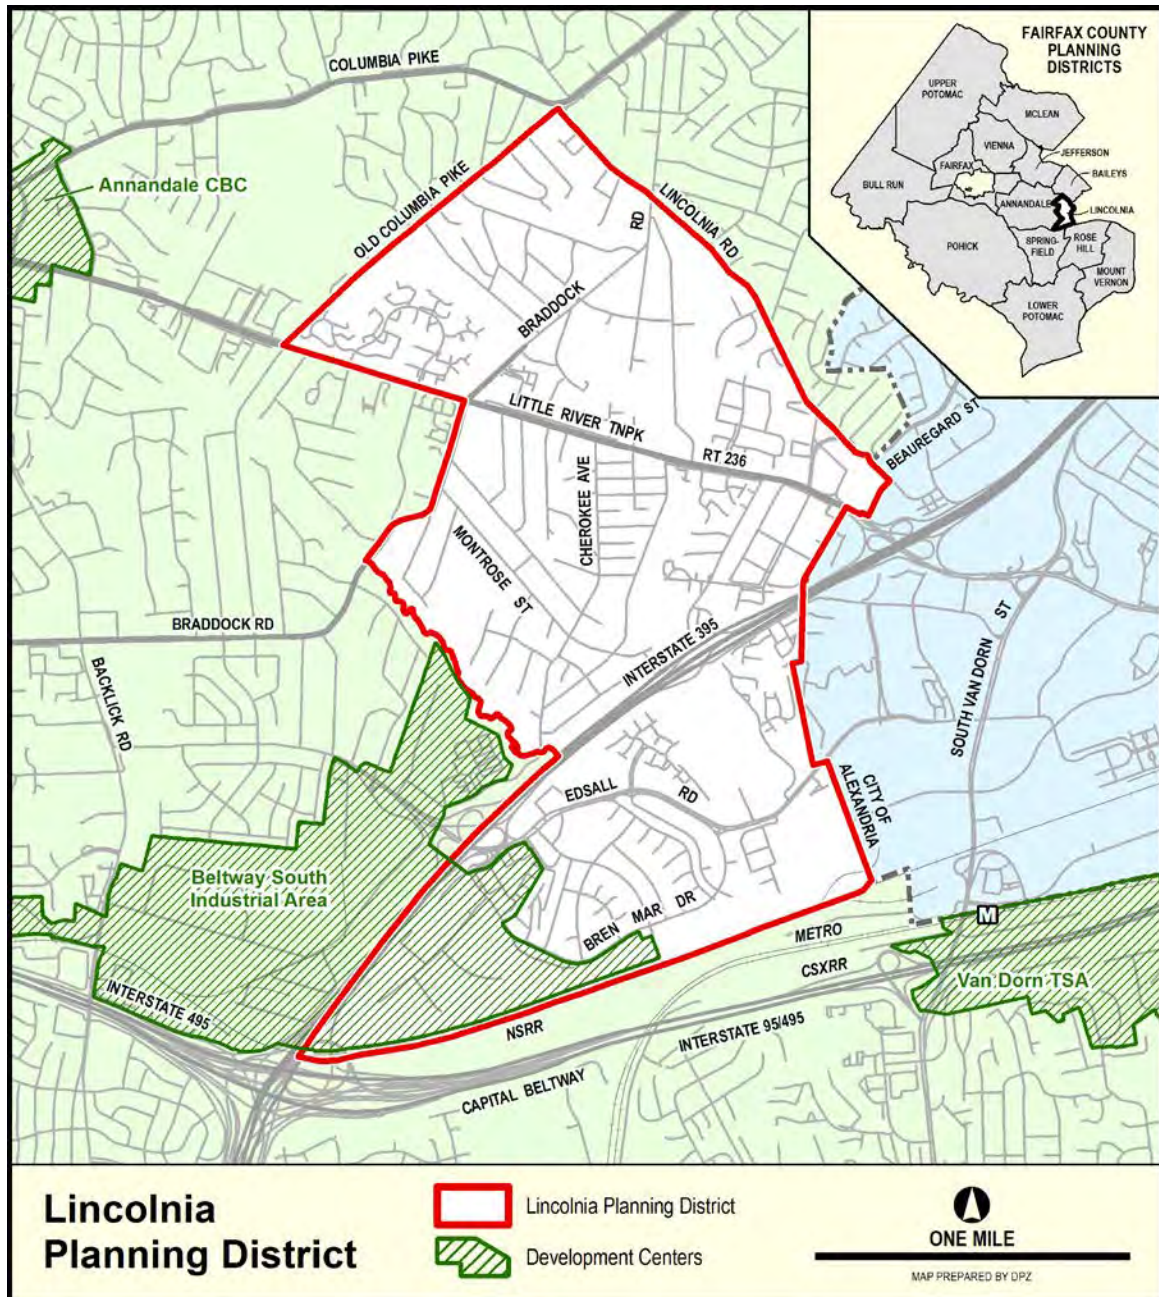 COLUMBIA PIKE
FAIRFAX COUNTY
PLANNING
DISTRICTS
UPPER
POTOMAC
MCLEAN
VIENNA
JEFFERSON
FAIRFAX
BAILEYS
BULL RUN
ANNANDALE
LINCOLNIA
POHICK
SPRING-
FIELD
ROSE
HILL
MOUNT
VERNON
LOWER
POTOMAC
Annandale CBC
OLD COLUMBIA PIKE
LINCOLNIA RD
BRADDOCK RD
LITTLE RIVER TNPK
RT 236
BEAUREGARD ST
CHEROKEE AVE
MONTROSE ST
BRADDOCK RD
BACKLICK RD
INTERSTATE 395
SOUTH VAN DORN ST
EDSALL RD
CITY OF
ALEXANDRIA
Beltway South
Industrial Area
BREN MAR DR
M
METRO
CSXRR
Van Dorn TSA
INTERSTATE 495
NSRR
INTERSTATE 95/495
CAPITAL BELTWAY
Lincolnia
Planning District
Lincolnia Planning District
Development Centers
ONE MILE
MAP PREPARED BY DPZ